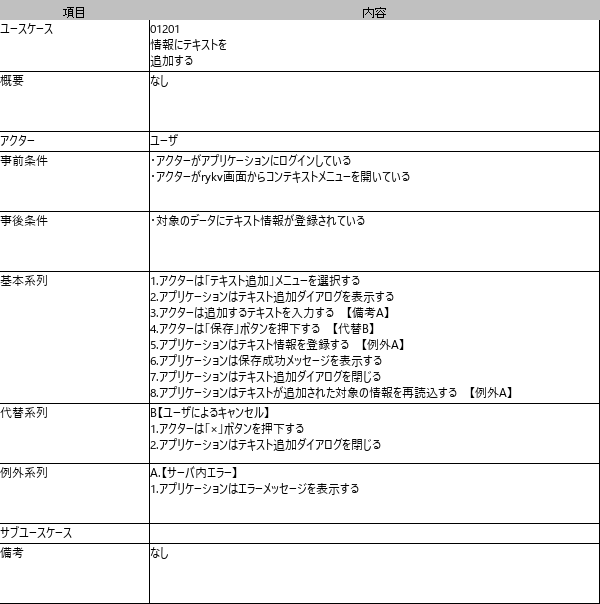 項目 内容
ユースケース 01201
情報にテキストを
追加する
概要 なし
アクター ユーザ
事前条件 ・アクターがアプリケーションにログインしている
・アクターがrykv画面からコンテキストメニューを開いている
事後条件 ・対象のデータにテキスト情報が登録されている
基本系列 1.アクターは「テキスト追加」メニューを選択する
2.アプリケーションはテキスト追加ダイアログを表示する
3.アクターは追加するテキストを入力する 【備考A】
4.アクターは「保存」ボタンを押下する 【代替B】
5.アプリケーションはテキスト情報を登録する 【例外A】
6.アプリケーションは保存成功メッセージを表示する
7.アプリケーションはテキスト追加ダイアログを閉じる
8.アプリケーションはテキストが追加された対象の情報を再読込する 【例外A】
代替系列 B【ユーザによるキャンセル】
1.アクターは「×」ボタンを押下する
2.アプリケーションはテキスト追加ダイアログを閉じる
例外系列 A.【サーバ内エラー】
1.アプリケーションはエラーメッセージを表示する
サブユースケース
備考 なし